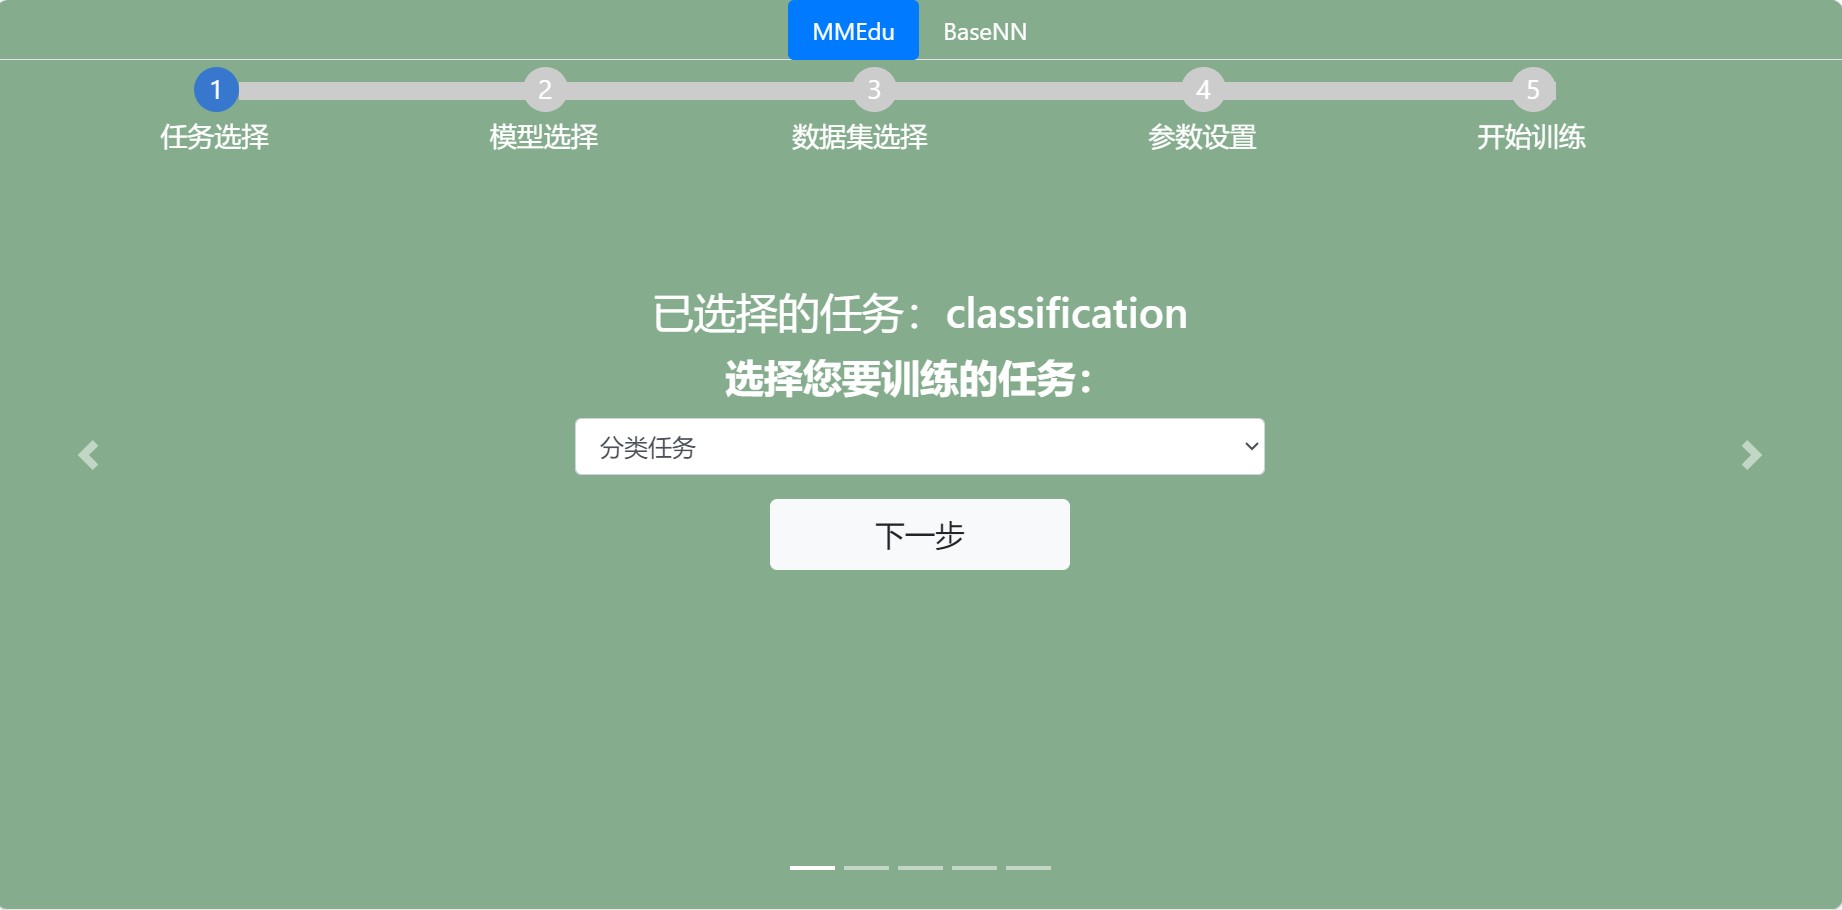 MMEdu BaseNN
1 2 3 4 5
任务选择 模型选择 数据集选择 参数设置 开始训练
已选择的任务：classification
选择您要训练的任务：
分类任务
下一步